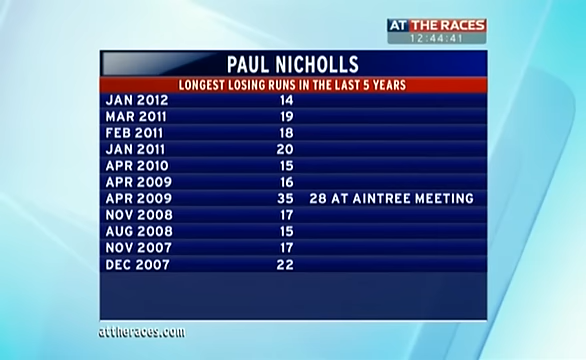 AT THE RACES
12:44:41
PAUL NICHOLLS
LONGEST LOSING RUNS IN THE LAST 5 YEARS
JAN 2012 14
MAR 2011 19
FEB 2011 18
JAN 2011 20
APR 2010 15
APR 2009 16
APR 2009 35 28 AT AINTREE MEETING
NOV 2008 17
AUG 2008 15
NOV 2007 17
DEC 2007 22
attheraces.com